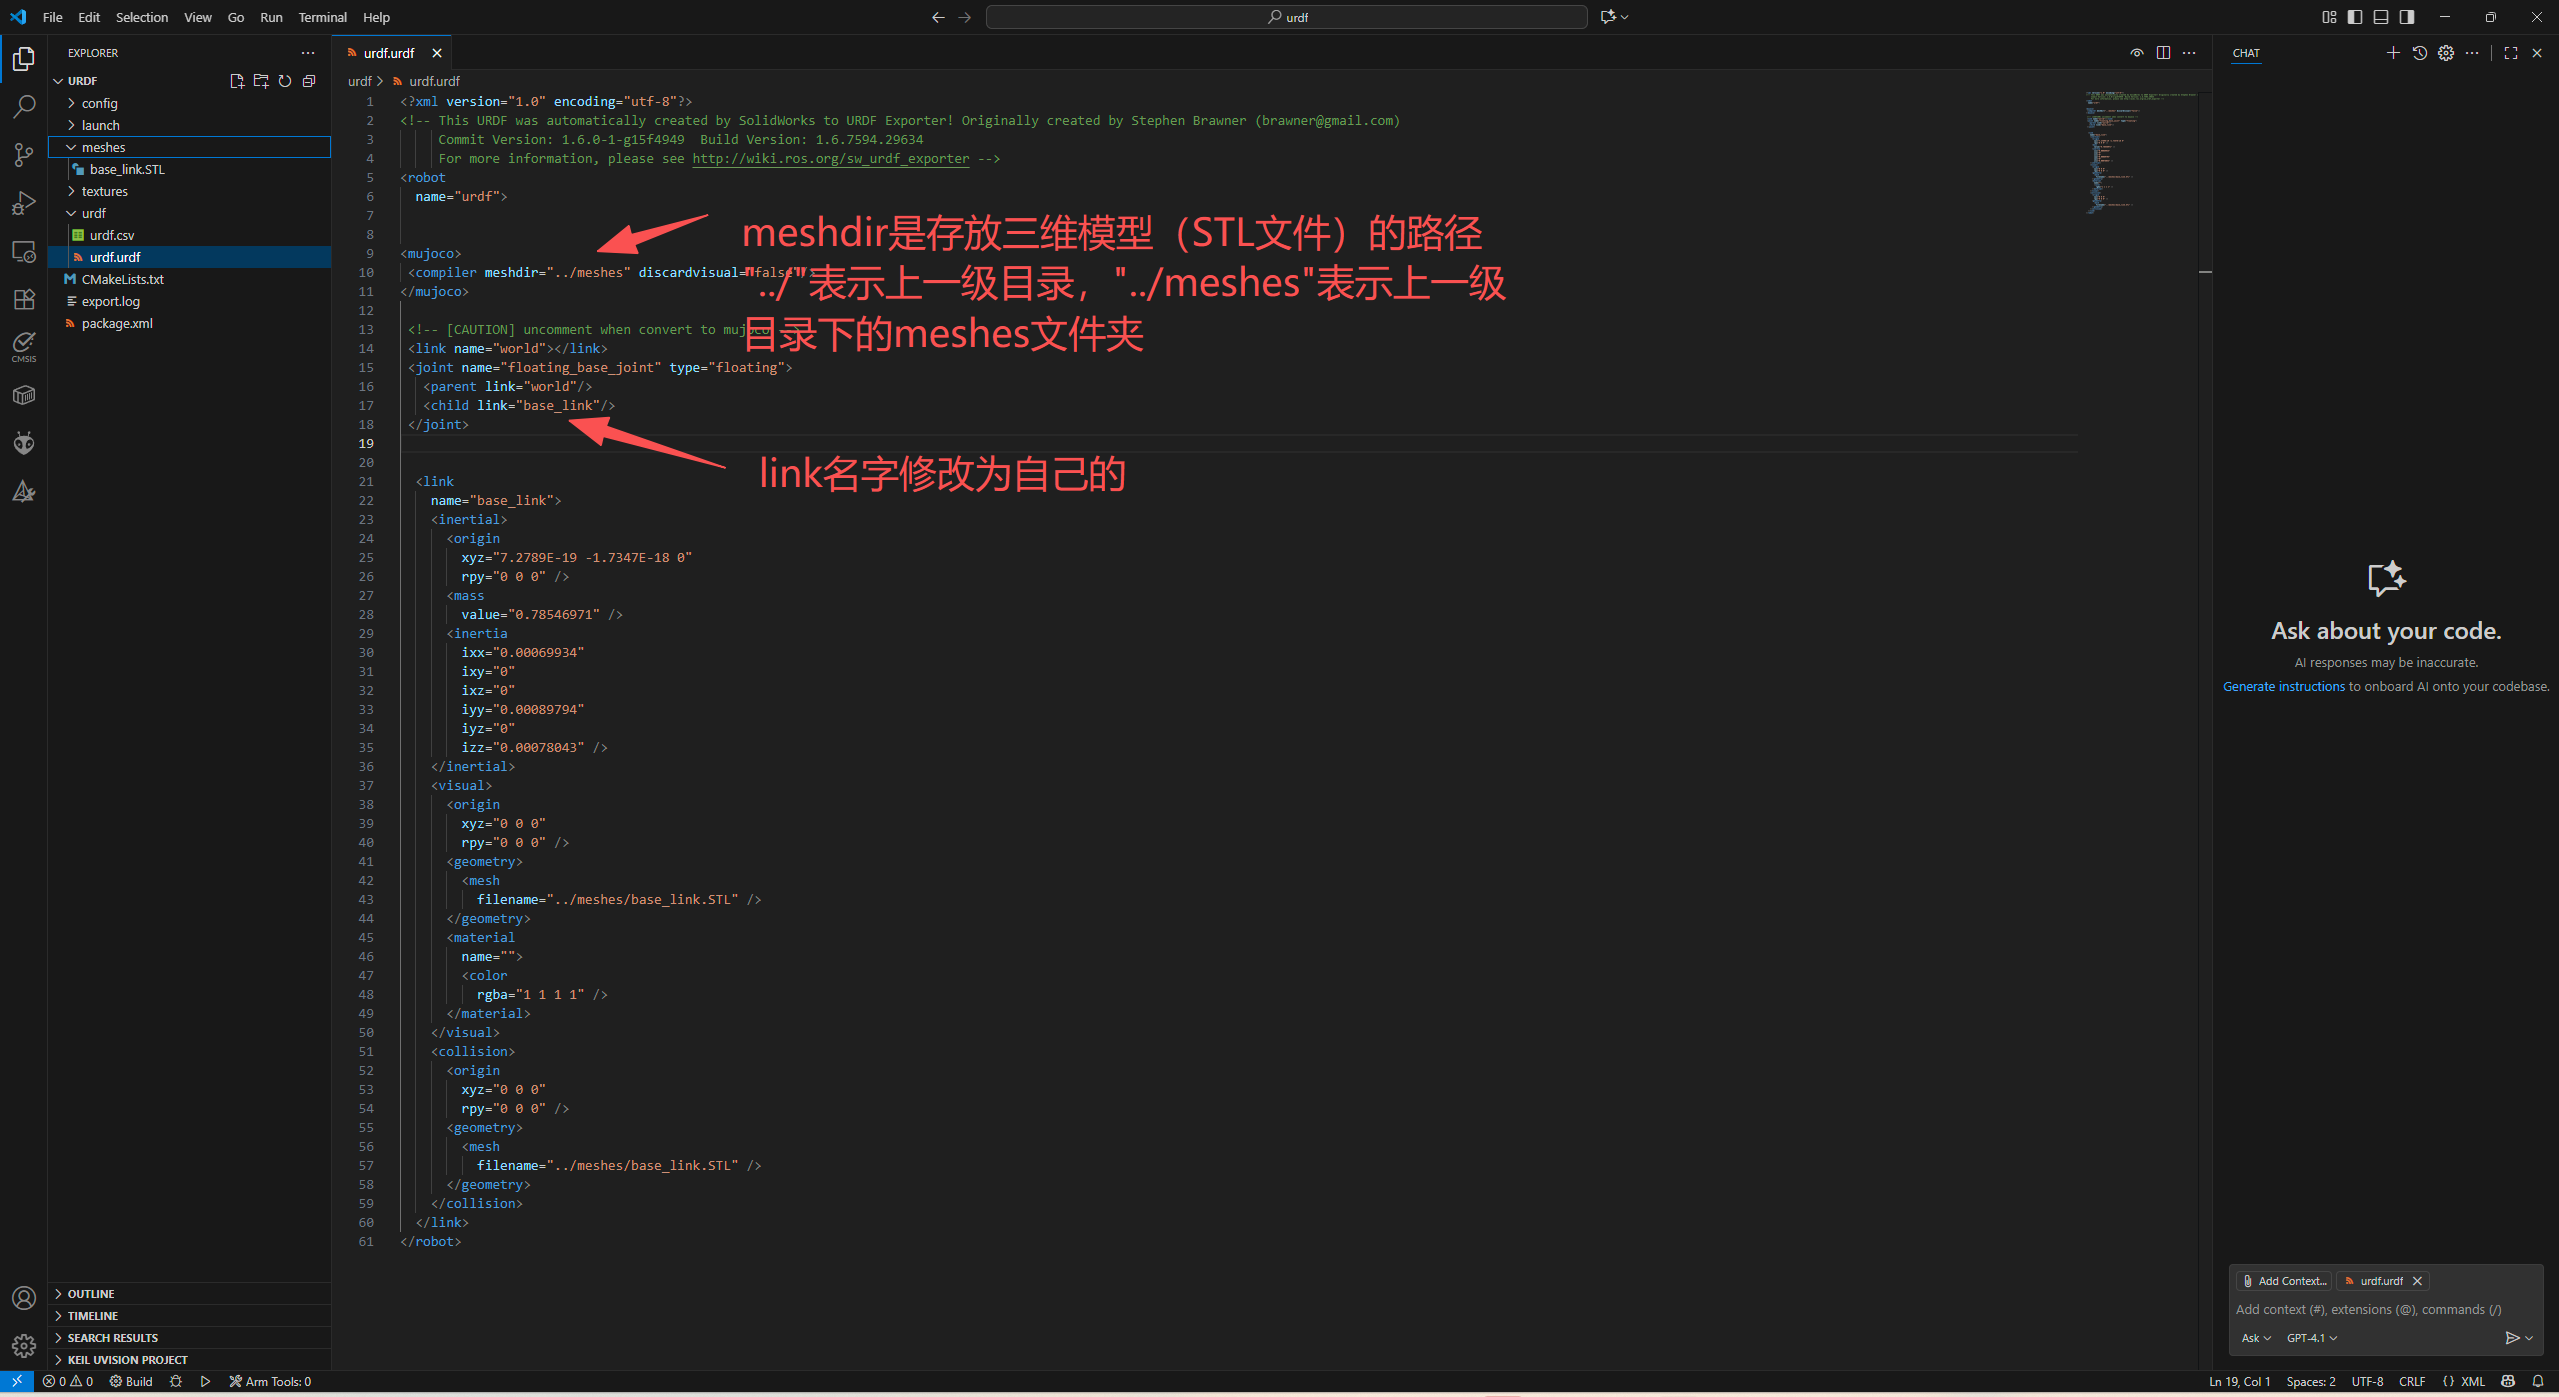 File Edit Selection View Go Run Terminal Help
urdf
EXPLORER
URDF
config
launch
meshes
base_link.STL
textures
urdf
urdf.csv
urdf.urdf
CMakeLists.txt
export.log
package.xml
OUTLINE
TIMELINE
SEARCH RESULTS
KEIL UVISION PROJECT
urdf.urdf
urdf > urdf.urdf
1 <?xml version="1.0" encoding="utf-8"?>
2 <!-- This URDF was automatically created by SolidWorks to URDF Exporter! Originally created by Stephen Brawner (brawner@gmail.com)
3 Commit Version: 1.6.0-1-g15f4949 Build Version: 1.6.7594.29634
4 For more information, please see http://wiki.ros.org/sw_urdf_exporter -->
5 <robot
6 name="urdf">
7
8
9 <mujoco>
10 <compiler meshdir="../meshes" discardvisual="false"/>
11 </mujoco>
12
13 <!-- [CAUTION] uncomment when convert to mujoco
14 <link name="world"></link>
15 <joint name="floating_base_joint" type="floating">
16 <parent link="world"/>
17 <child link="base_link"/>
18 </joint>
19
20
21 <link
22 name="base_link">
23 <inertial>
24 <origin
25 xyz="7.2789E-19 -1.7347E-18 0"
26 rpy="0 0 0" />
27 <mass
28 value="0.78546971" />
29 <inertia
30 ixx="0.00069934"
31 ixy="0"
32 ixz="0"
33 iyy="0.00089794"
34 iyz="0"
35 izz="0.00078043" />
36 </inertial>
37 <visual>
38 <origin
39 xyz="0 0 0"
40 rpy="0 0 0" />
41 <geometry>
42 <mesh
43 filename="../meshes/base_link.STL" />
44 </geometry>
45 <material
46 name="">
47 <color
48 rgba="1 1 1 1" />
49 </material>
50 </visual>
51 <collision>
52 <origin
53 xyz="0 0 0"
54 rpy="0 0 0" />
55 <geometry>
56 <mesh
57 filename="../meshes/base_link.STL" />
58 </geometry>
59 </collision>
60 </link>
61 </robot>
meshdir是存放三维模型（STL文件）的路径
"../"表示上一级目录，"../meshes"表示上一级
目录下的meshes文件夹
link名字修改为自己的
CHAT
Ask about your code.
AI responses may be inaccurate.
Generate instructions to onboard AI onto your codebase.
Add Context... urdf.urdf
Add context (#), extensions (@), commands (/)
Ask GPT-4.1
CMSIS
0 0 Build Arm Tools: 0
Ln 19, Col 1 Spaces: 2 UTF-8 CRLF {} XML